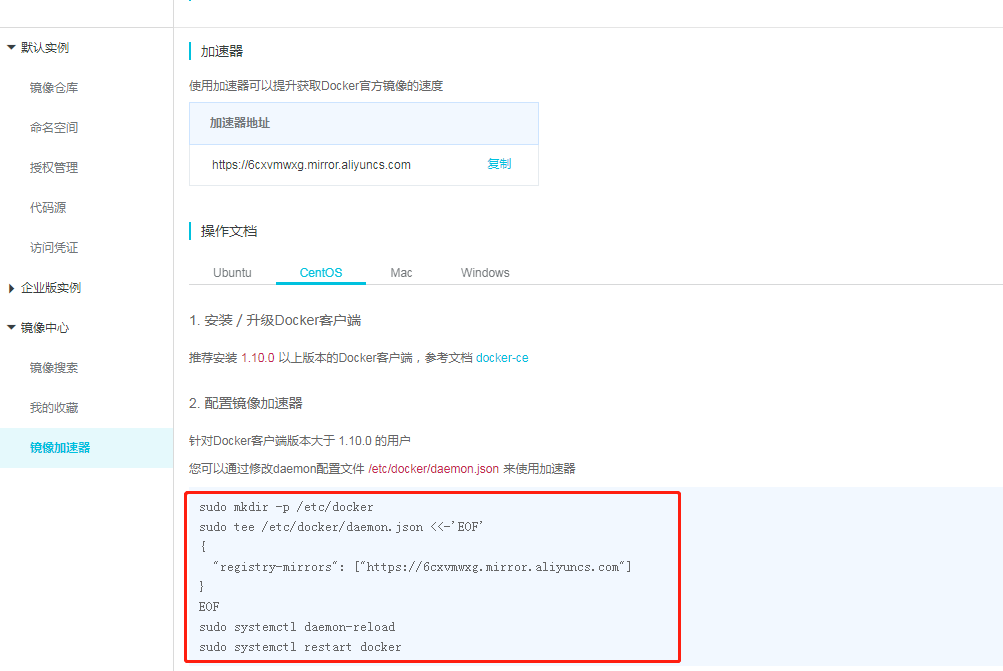 默认实例
镜像仓库
命名空间
授权管理
代码源
访问凭证
企业版实例
镜像中心
镜像搜索
我的收藏
镜像加速器
加速器
使用加速器可以提升获取Docker官方镜像的速度
加速器地址
https://6cxvmwxg.mirror.aliyuncs.com 复制
操作文档
Ubuntu CentOS Mac Windows
1. 安装 / 升级Docker客户端
推荐安装 1.10.0 以上版本的Docker客户端，参考文档 docker-ce
2. 配置镜像加速器
针对Docker客户端版本大于 1.10.0 的用户
您可以通过修改daemon配置文件 /etc/docker/daemon.json 来使用加速器
sudo mkdir -p /etc/docker
sudo tee /etc/docker/daemon.json <<-'EOF'
{
  "registry-mirrors": ["https://6cxvmwxg.mirror.aliyuncs.com"]
}
EOF
sudo systemctl daemon-reload
sudo systemctl restart docker